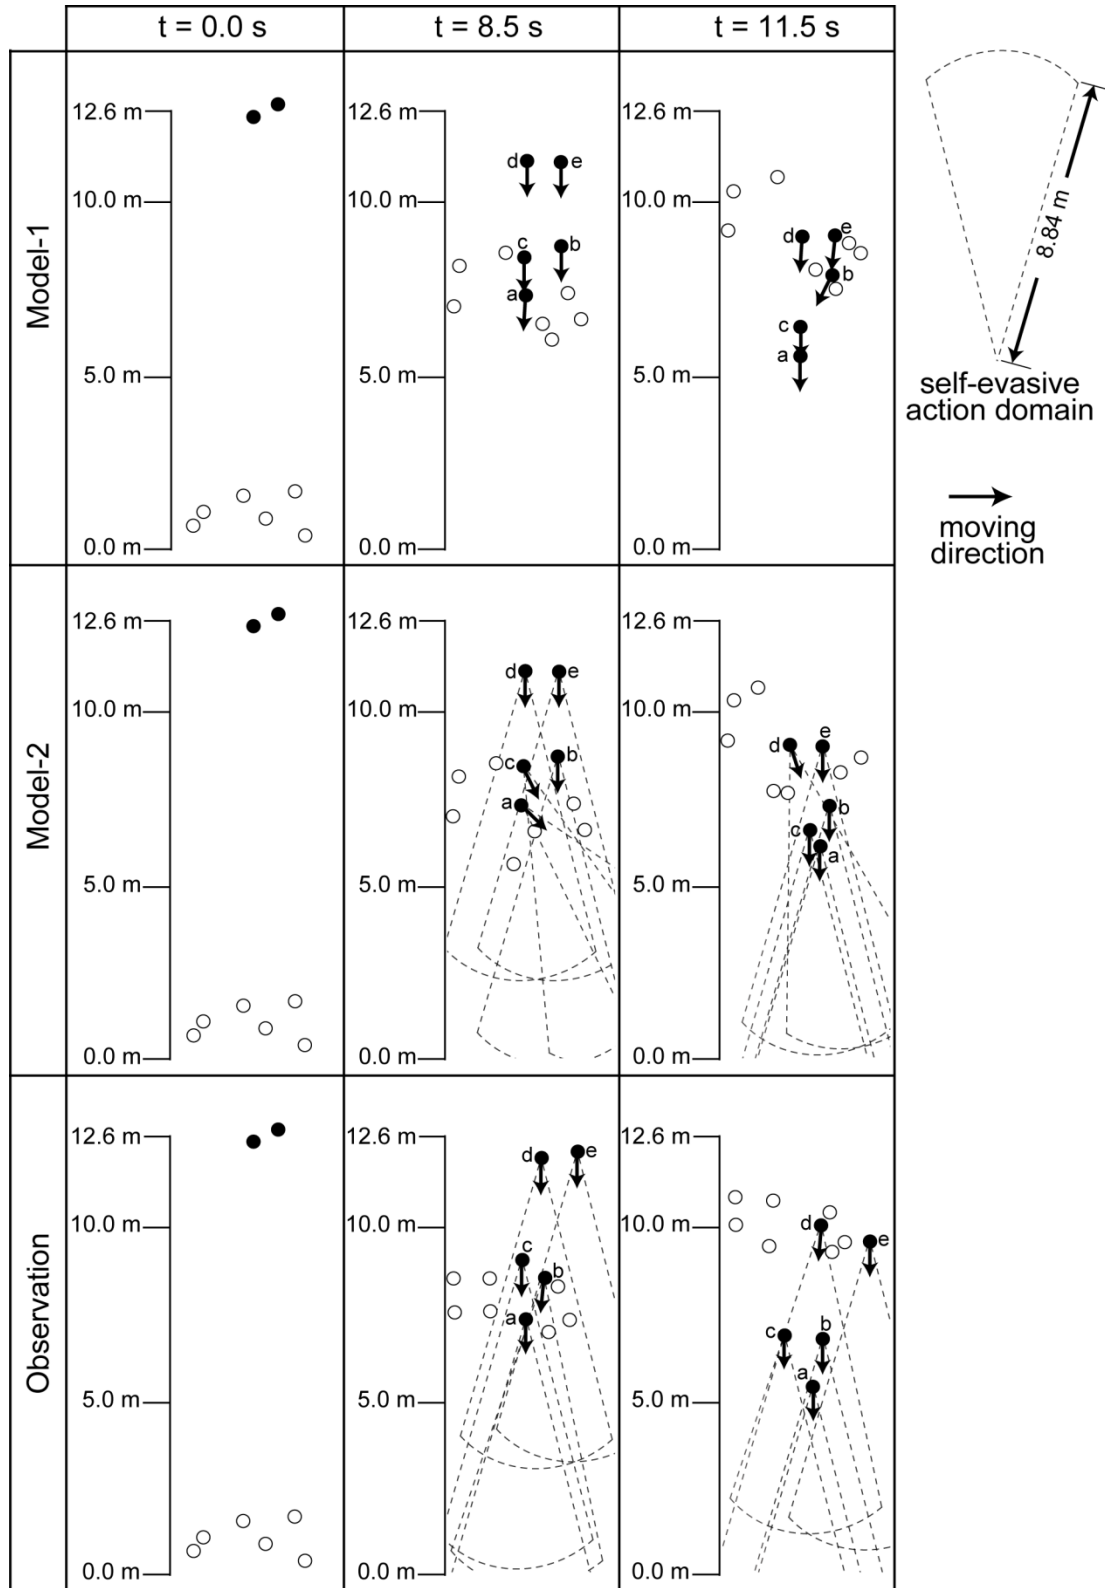 t = 0.0 s
t = 8.5 s
t = 11.5 s
Model-1
12.6 m
10.0 m
5.0 m
0.0 m
12.6 m
10.0 m
5.0 m
0.0 m
d
e
c
b
a
12.6 m
10.0 m
5.0 m
0.0 m
d
e
b
c
a
8.84 m
self-evasive
action domain
moving
direction
Model-2
12.6 m
10.0 m
5.0 m
0.0 m
12.6 m
10.0 m
5.0 m
0.0 m
d
e
c
b
a
12.6 m
10.0 m
5.0 m
0.0 m
d
e
b
c
a
Observation
12.6 m
10.0 m
5.0 m
0.0 m
12.6 m
10.0 m
5.0 m
0.0 m
d
e
c
b
a
12.6 m
10.0 m
5.0 m
0.0 m
d
e
c
b
a